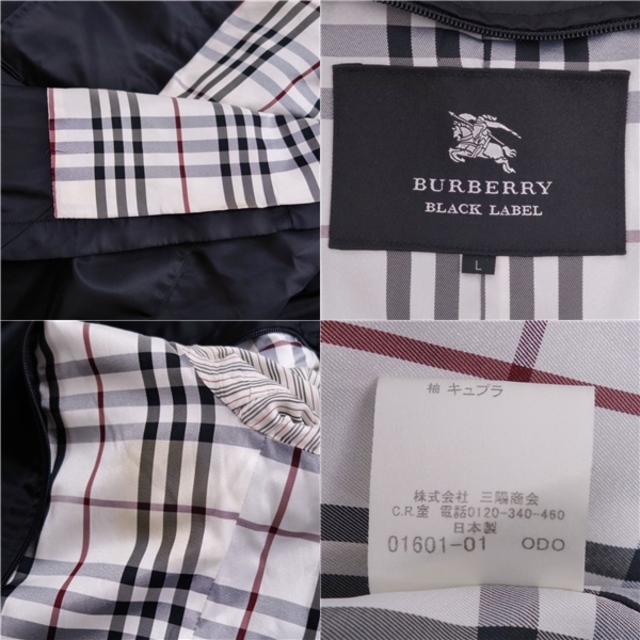 BURBERRY
BLACK LABEL
L
袖 キュプラ
株式会社 三陽商会
C.R.室 電話0120-340-460
日本製
01601-01 ODO